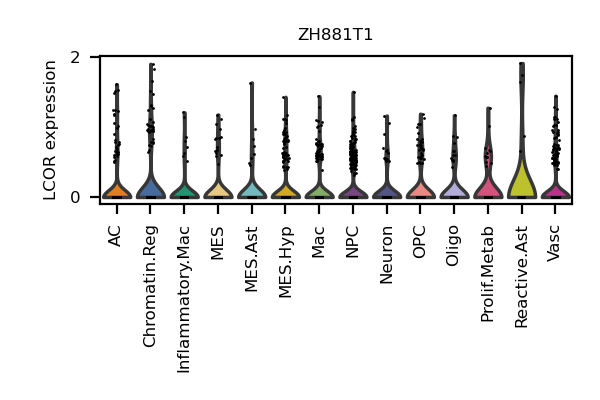 ZH881T1
LCOR expression
2
0
AC
Chromatin.Reg
Inflammatory.Mac
MES
MES.Ast
MES.Hyp
Mac
NPC
Neuron
OPC
Oligo
Prolif.Metab
Reactive.Ast
Vasc